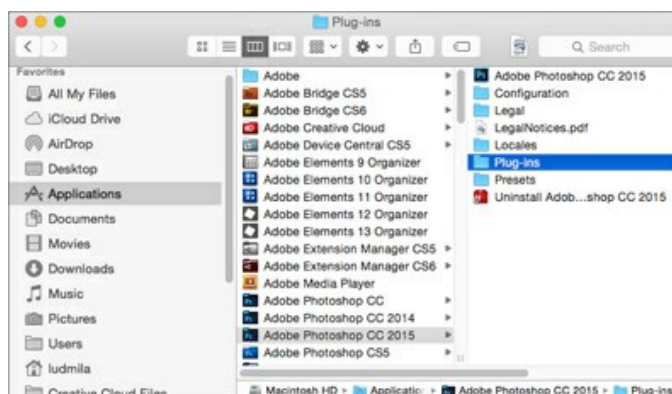 Plug-ins
Search
Favorites
All My Files
iCloud Drive
AirDrop
Desktop
Applications
Documents
Movies
Downloads
Music
Pictures
Users
ludmila
Creative Cloud Files
Adobe
Adobe Bridge CS5
Adobe Bridge CS6
Adobe Creative Cloud
Adobe Device Central CS5
Adobe Elements 9 Organizer
Adobe Elements 10 Organizer
Adobe Elements 11 Organizer
Adobe Elements 12 Organizer
Adobe Elements 13 Organizer
Adobe Extension Manager CS5
Adobe Extension Manager CS6
Adobe Media Player
Adobe Photoshop CC
Adobe Photoshop CC 2014
Adobe Photoshop CC 2015
Adobe Photoshop CS5
Adobe Photoshop CC 2015
Configuration
Legal
LegalNotices.pdf
Locales
Plug-ins
Presets
Uninstall Adob...shop CC 2015
Macintosh HD ▸ Applicatio ▸ Adobe Photoshop CC 2015 ▸ Plug-ins